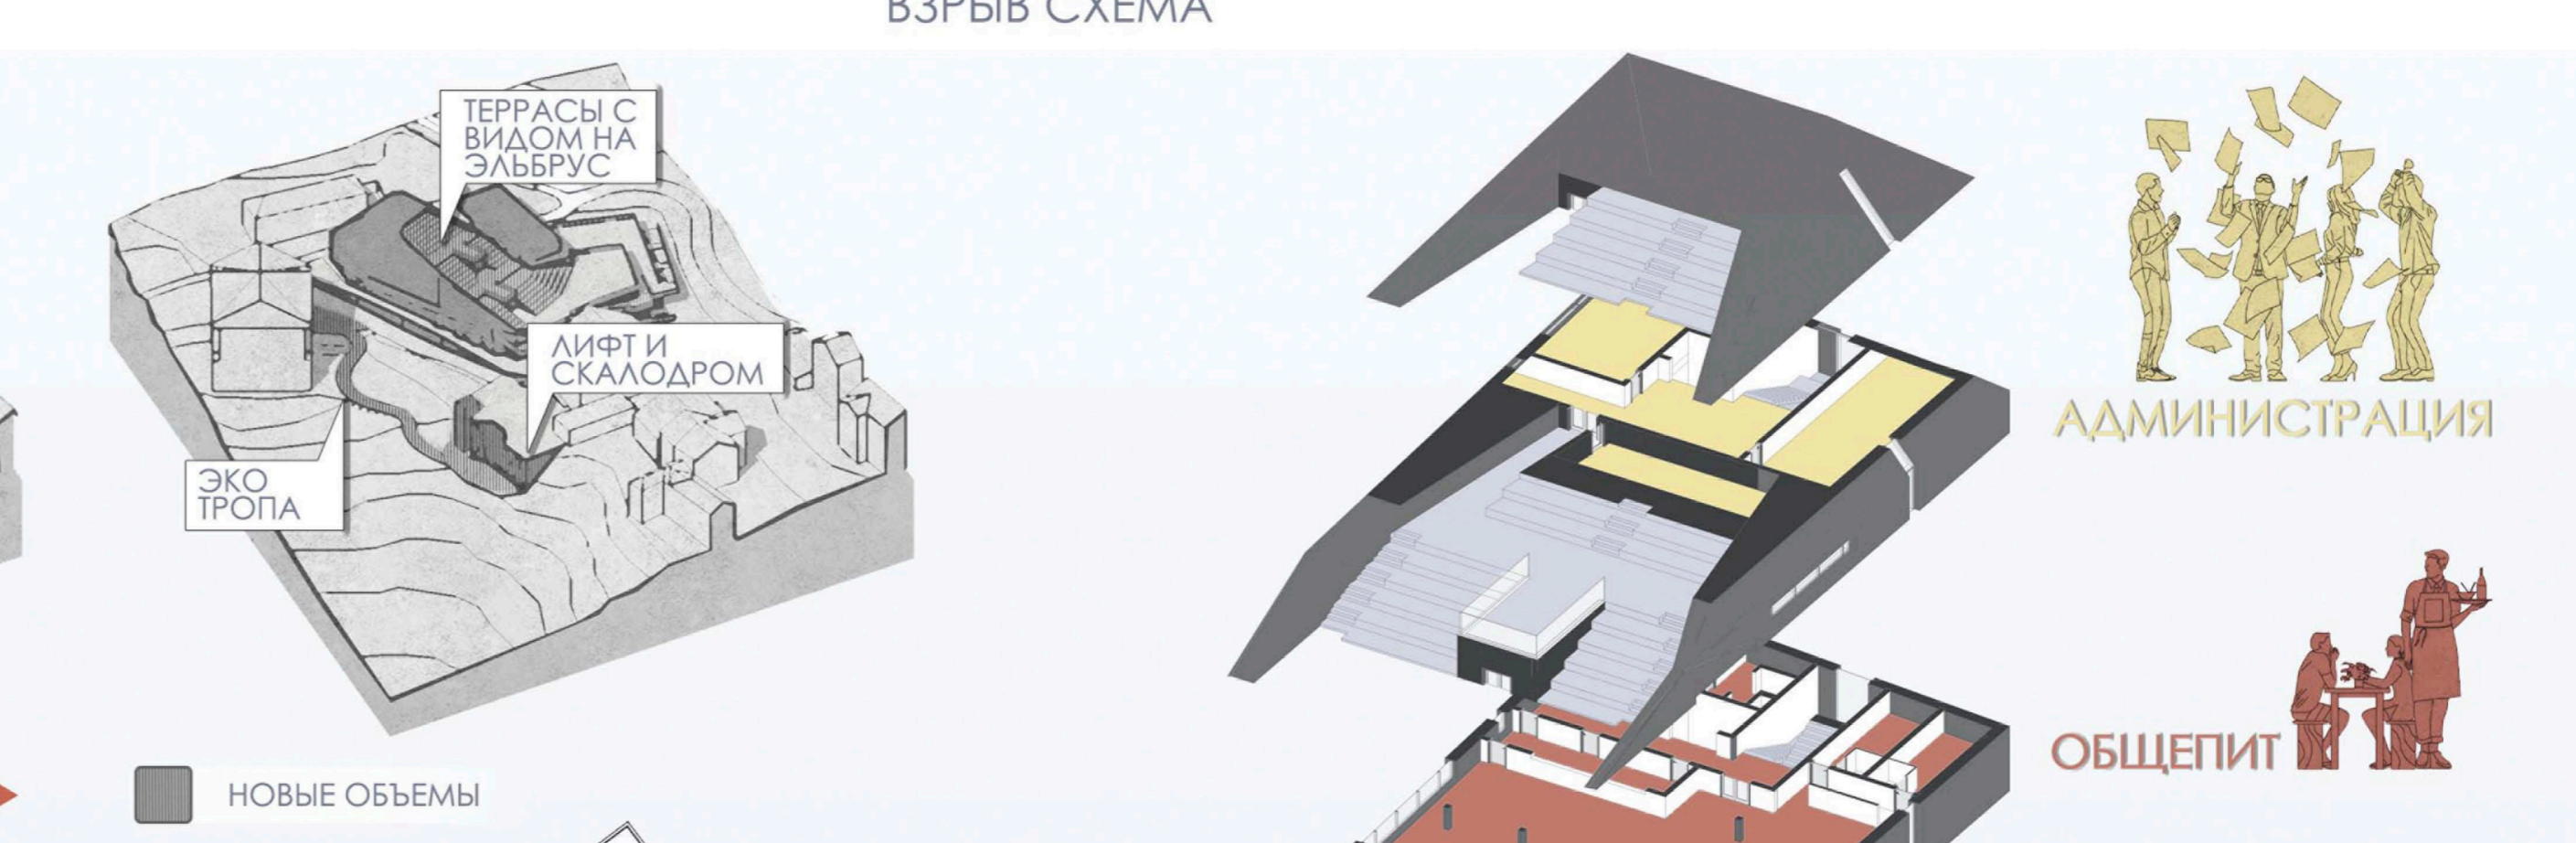 ВЗРЫВ СХЕМА
ТЕРРАСЫ С
ВИДОМ НА
ЭЛЬБРУС
ЛИФТ И
СКАЛОДРОМ
ЭКО
ТРОПА
НОВЫЕ ОБЪЕМЫ
АДМИНИСТРАЦИЯ
ОБЩЕПИТ